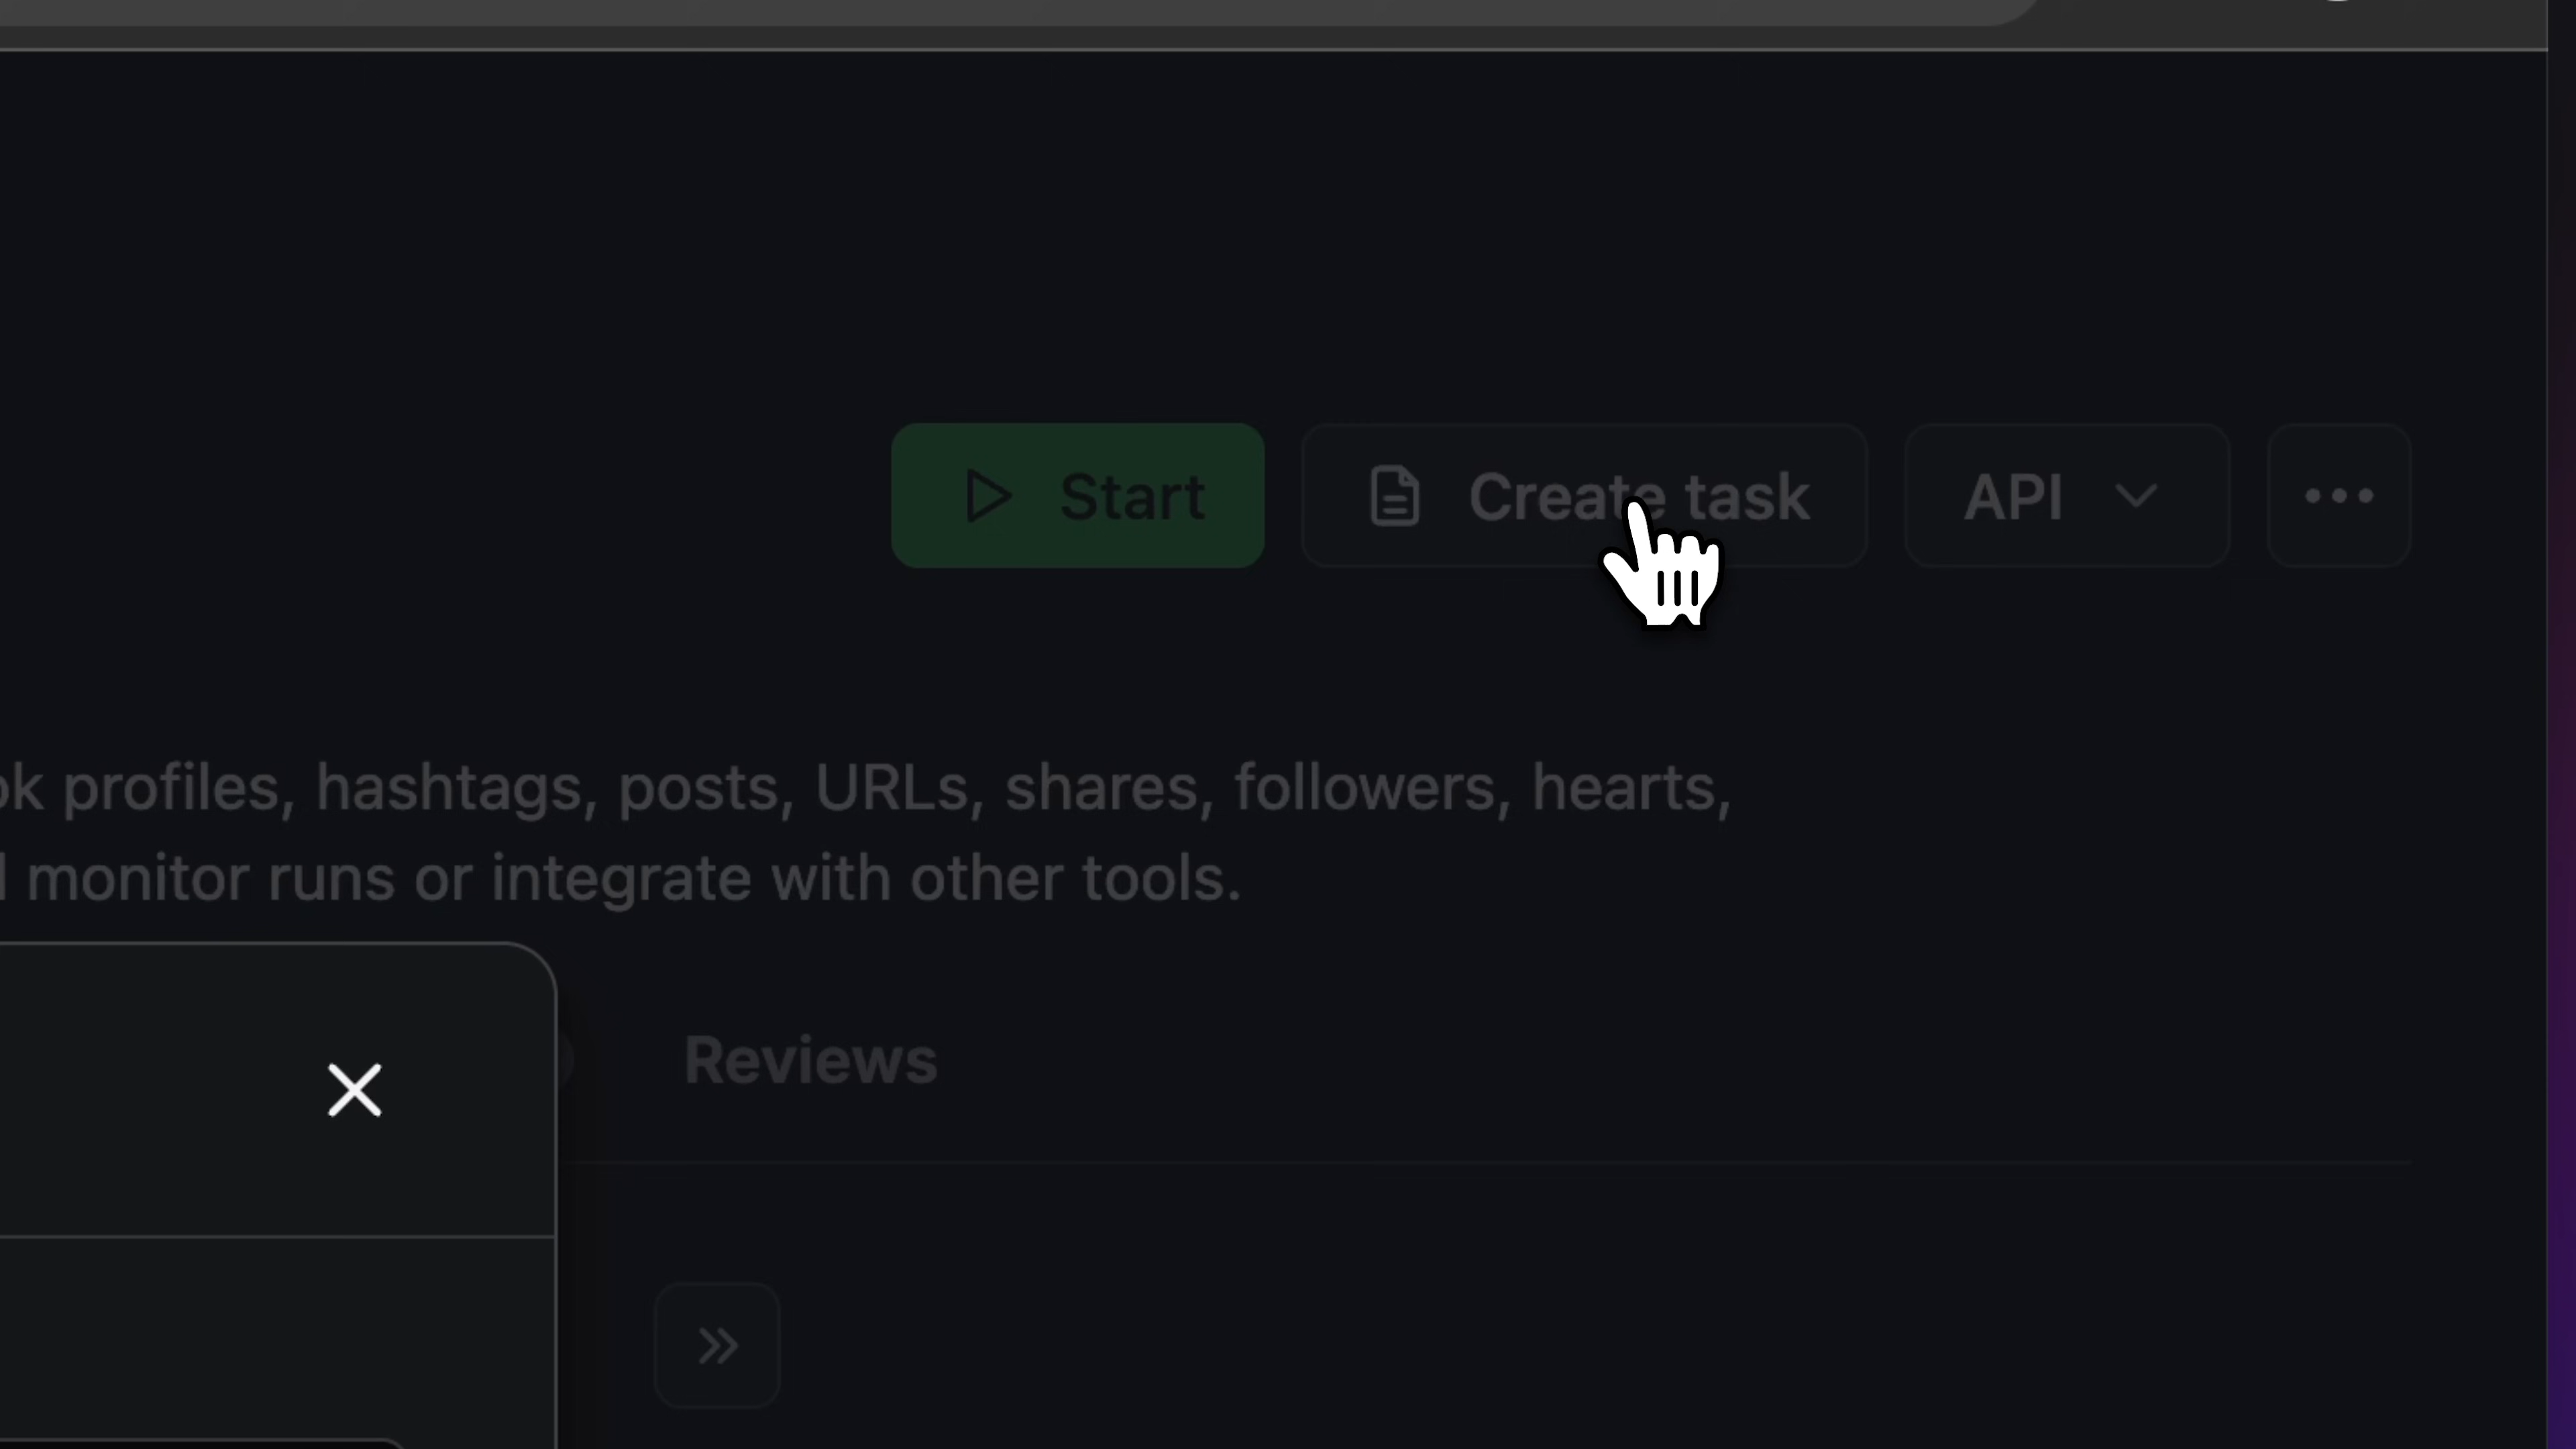 Start
Create task
API
ok profiles, hashtags, posts, URLs, shares, followers, hearts,
monitor runs or integrate with other tools.
Reviews